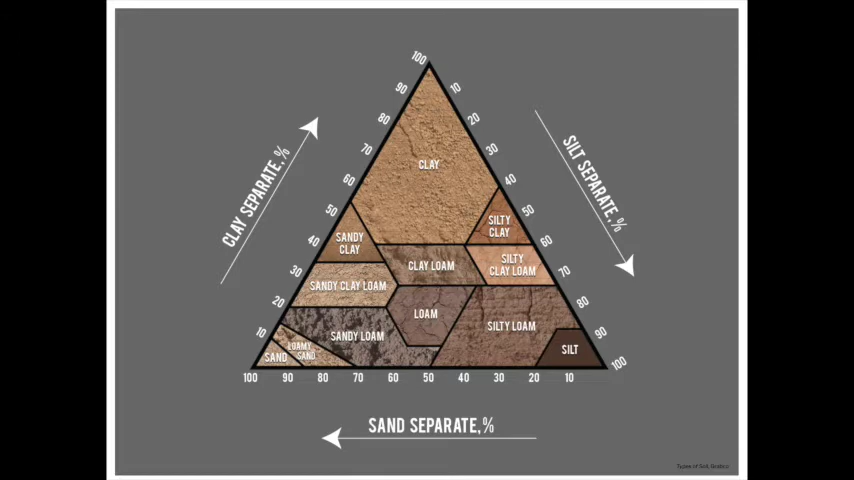 100
90
80
70
60
50
40
30
20
10
10
20
30
40
50
60
70
80
90
100
CLAY SEPARATE, %
SILT SEPARATE, %
CLAY
SILTY
CLAY
SANDY
CLAY
CLAY LOAM
SILTY
CLAY LOAM
SANDY CLAY LOAM
LOAM
SILTY LOAM
SANDY LOAM
LOAMY
SAND
SAND
SILT
100 90 80 70 60 50 40 30 20 10
SAND SEPARATE, %